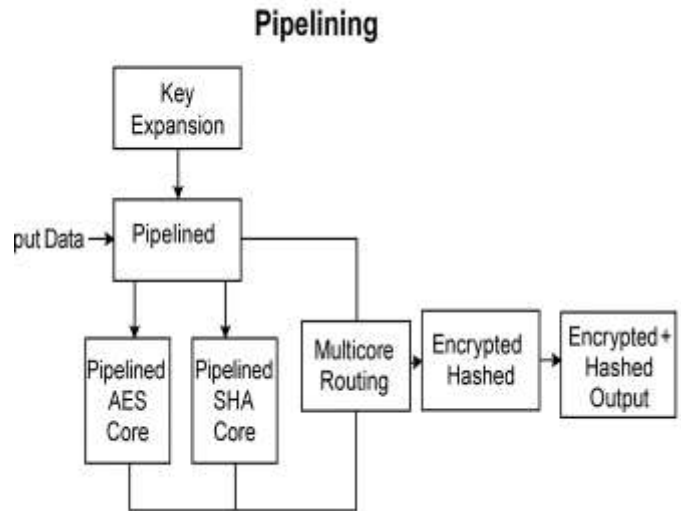 Pipelining
Key
Expansion
put Data
Pipelined
Pipelined
AES
Core
Pipelined
SHA
Core
Multicore
Routing
Encrypted
Hashed
Encrypted +
Hashed
Output